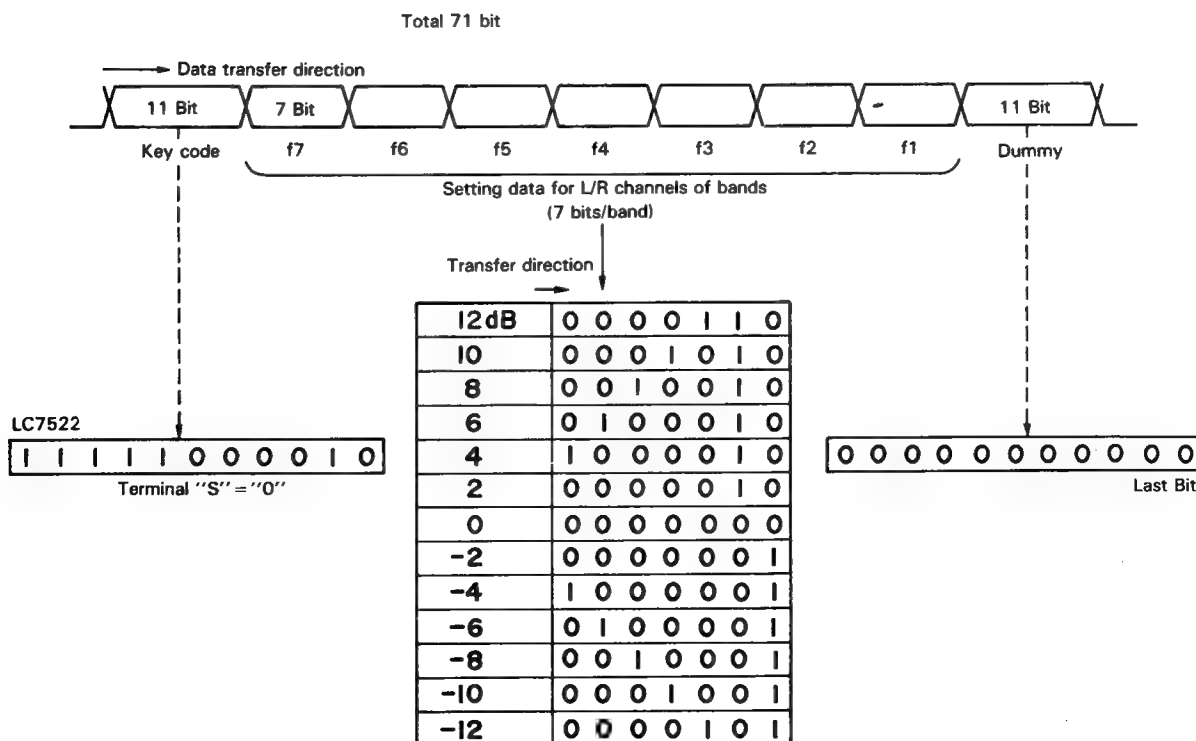 Total 71 bit
Data transfer direction
11 Bit 7 Bit 11 Bit
Key code f7 f6 f5 f4 f3 f2 f1 Dummy
Setting data for L/R channels of bands
(7 bits/band)
Transfer direction
12dB 0 0 0 0 1 1 0
10 0 0 0 1 0 1 0
8 0 0 1 0 0 1 0
6 0 1 0 0 0 1 0
4 1 0 0 0 0 1 0
2 0 0 0 0 0 1 0
0 0 0 0 0 0 0 0
-2 0 0 0 0 0 0 1
-4 1 0 0 0 0 0 1
-6 0 1 0 0 0 0 1
-8 0 0 1 0 0 0 1
-10 0 0 0 1 0 0 1
-12 0 0 0 0 1 0 1
LC7522
1 1 1 1 1 0 0 0 0 1 0
Terminal "S"="0"
0 0 0 0 0 0 0 0 0 0 0
Last Bit